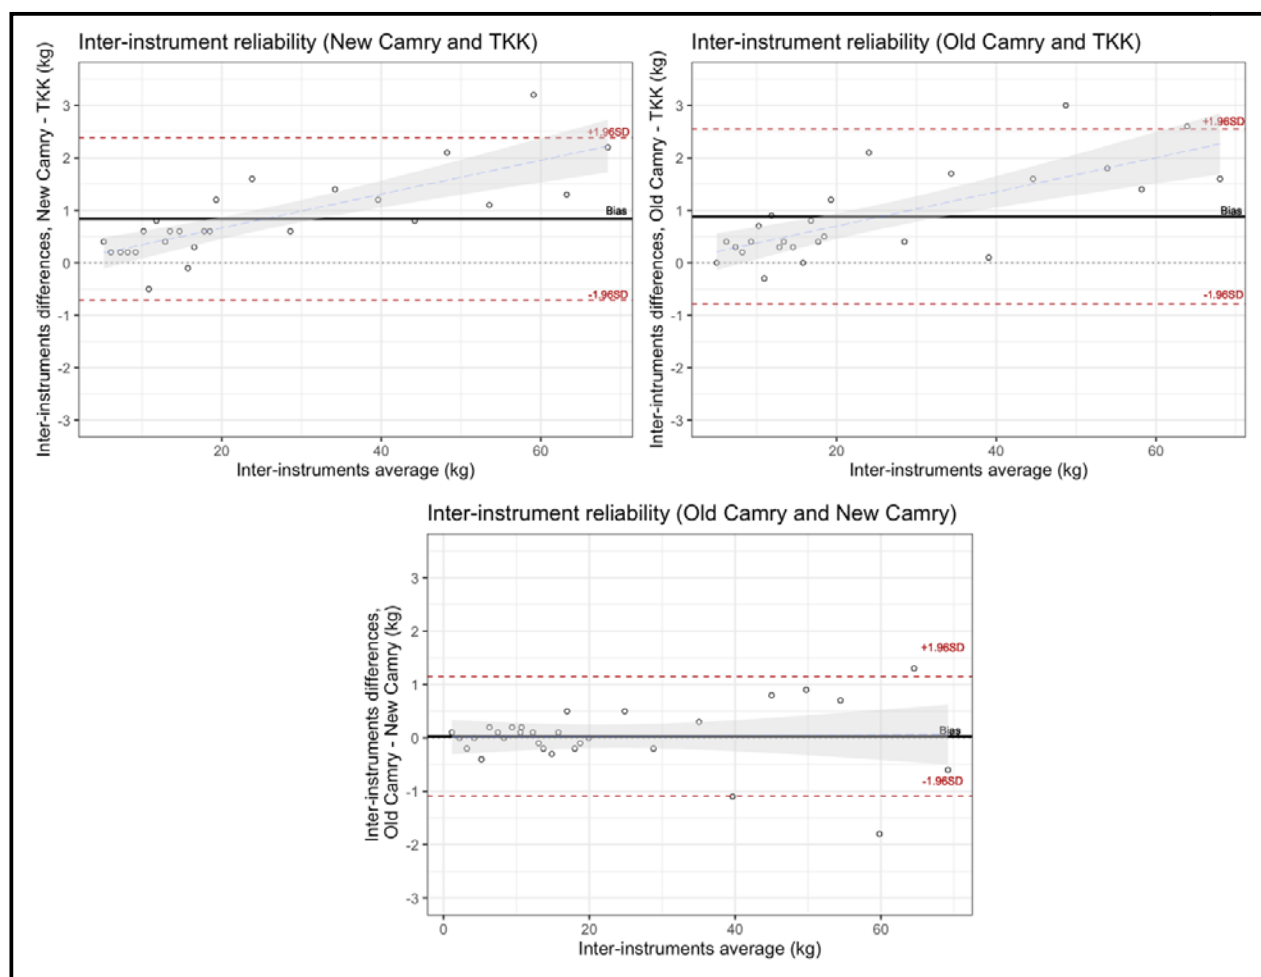 Inter-instrument reliability (New Camry and TKK)
Inter-instruments differences, New Camry - TKK (kg)
3
2
1
0
-1
-2
-3
+1.96SD
Bias
-1.96SD
20
40
60
Inter-instruments average (kg)
Inter-instrument reliability (Old Camry and TKK)
Inter-intruments differences, Old Camry - TKK (kg)
3
2
1
0
-1
-2
-3
+1.96SD
Bias
-1.96SD
20
40
60
Inter-instruments average (kg)
Inter-instrument reliability (Old Camry and New Camry)
Inter-instruments differences,
Old Camry - New Camry (kg)
3
2
1
0
-1
-2
-3
+1.96SD
Bias
-1.96SD
0
20
40
60
Inter-instruments average (kg)